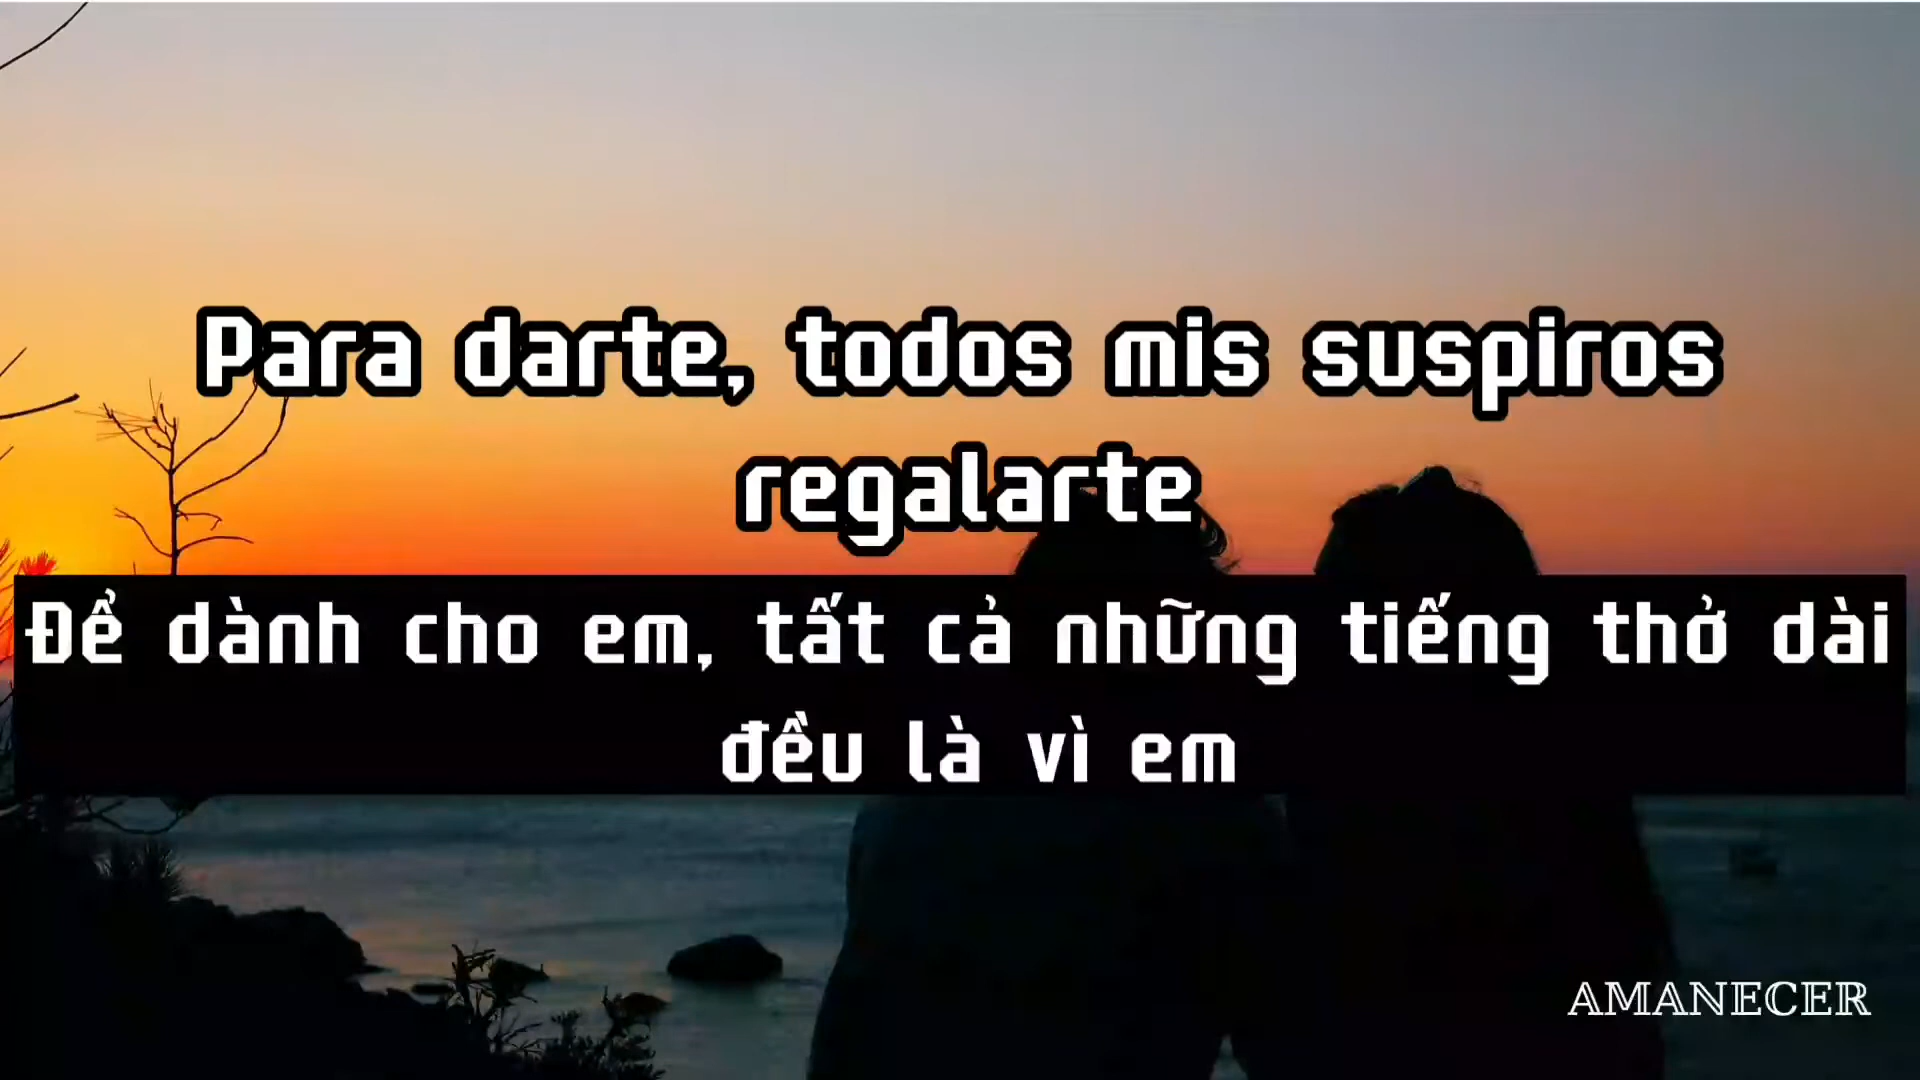 Para darte, todos mis suspiros
regalarte
Để dành cho em, tất cả những tiếng thở dài
đều là vì em
AMANECER